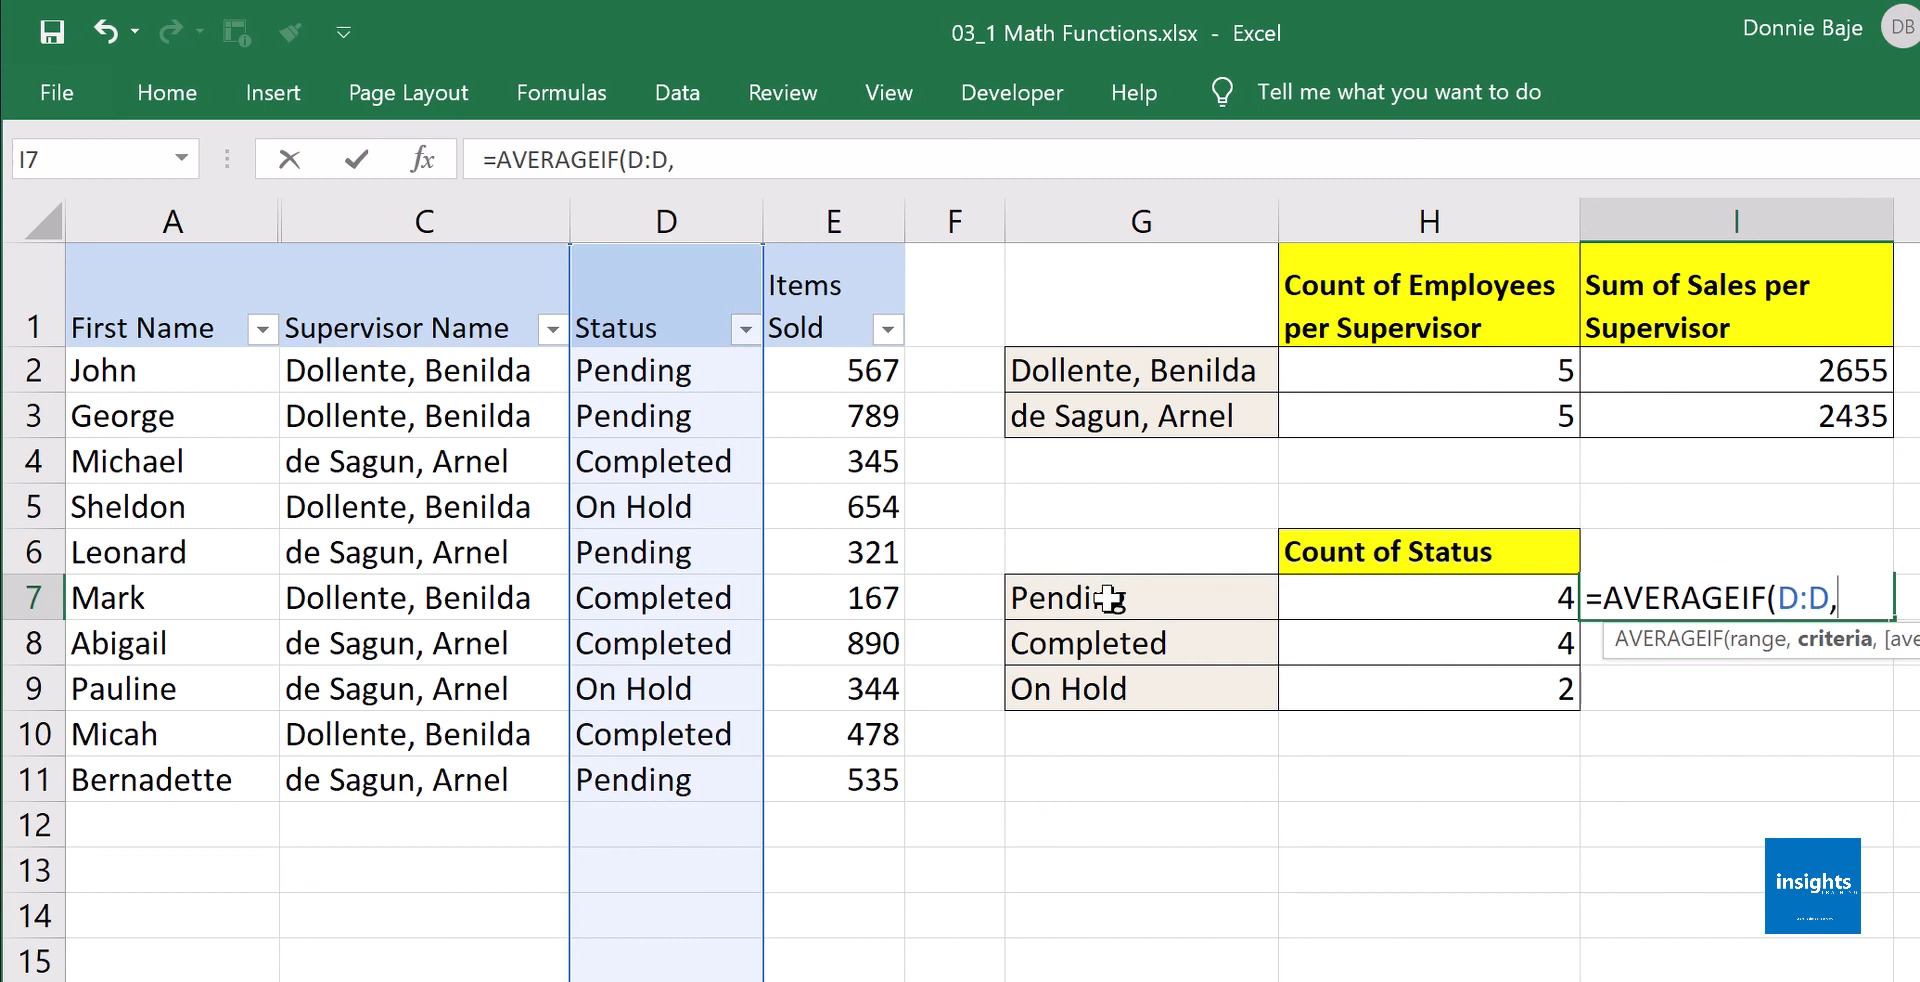 03_1 Math Functions.xlsx - Excel
Donnie Baje
DB
File Home Insert Page Layout Formulas Data Review View Developer Help Tell me what you want to do
I7 fx =AVERAGEIF(D:D,
A C D E F G H I
1 First Name Supervisor Name Status Items Sold Count of Employees per Supervisor Sum of Sales per Supervisor
2 John Dollente, Benilda Pending 567 Dollente, Benilda 5 2655
3 George Dollente, Benilda Pending 789 de Sagun, Arnel 5 2435
4 Michael de Sagun, Arnel Completed 345
5 Sheldon Dollente, Benilda On Hold 654
6 Leonard de Sagun, Arnel Pending 321 Count of Status
7 Mark Dollente, Benilda Completed 167 Pending 4 =AVERAGEIF(D:D,
8 Abigail de Sagun, Arnel Completed 890 Completed 4 AVERAGEIF(range, criteria, [ave
9 Pauline de Sagun, Arnel On Hold 344 On Hold 2
10 Micah Dollente, Benilda Completed 478
11 Bernadette de Sagun, Arnel Pending 535
12
13
14
15
insights